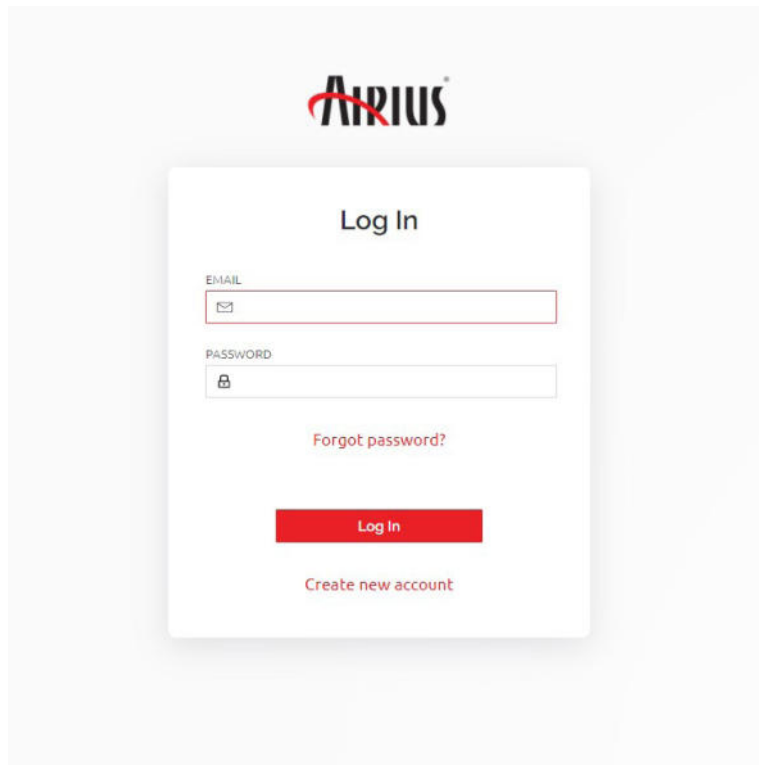 AIRIUS®
Log In
EMAIL
PASSWORD
Forgot password?
Log In
Create new account